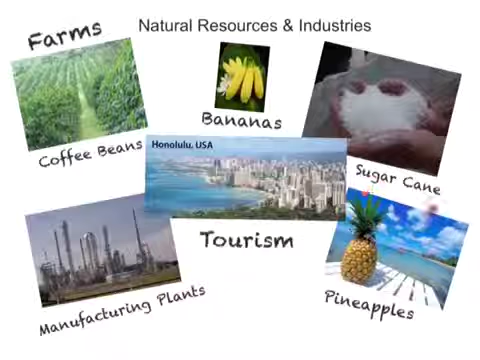 Natural Resources & Industries
Farms
Coffee Beans
Bananas
Sugar Cane
Honolulu, USA
Tourism
Manufacturing Plants
Pineapples